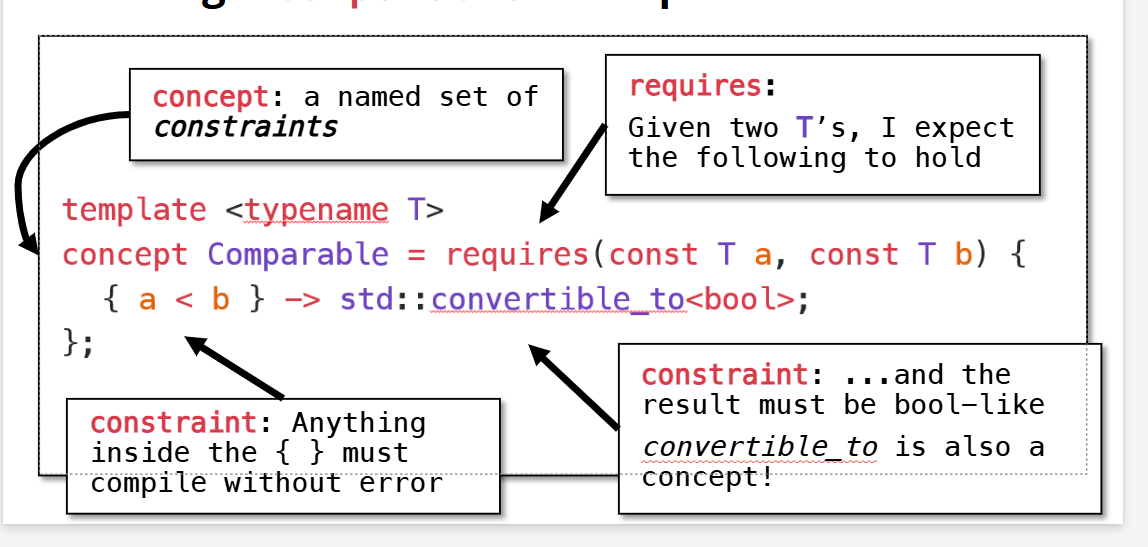 concept: a named set of
constraints
requires:
Given two T’s, I expect
the following to hold
template <typename T>
concept Comparable = requires(const T a, const T b) {
{ a < b } -> std::convertible_to<bool>;
};
constraint: Anything
inside the { } must
compile without error
constraint: ...and the
result must be bool-like
convertible_to is also a
concept!